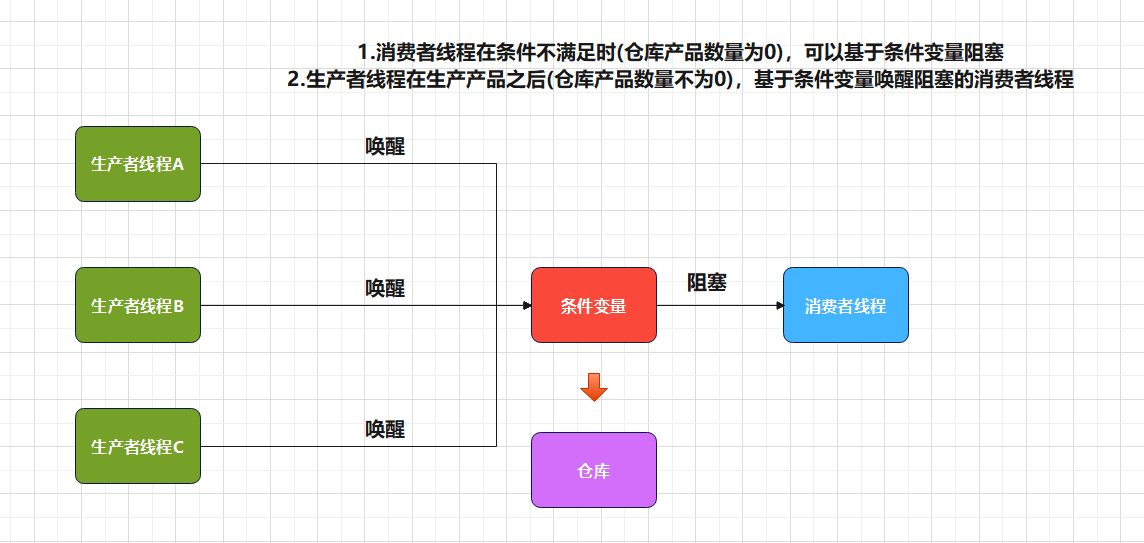 1.消费者线程在条件不满足时(仓库产品数量为0)，可以基于条件变量阻塞
2.生产者线程在生产产品之后(仓库产品数量不为0)，基于条件变量唤醒阻塞的消费者线程
唤醒
生产者线程A
唤醒
生产者线程B
阻塞
条件变量
消费者线程
唤醒
生产者线程C
仓库